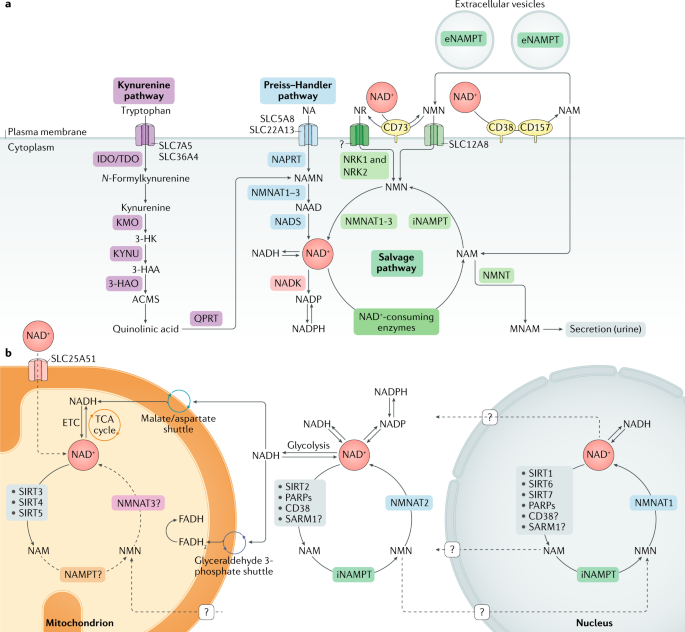 a
Extracellular vesicles
eNAMPT
eNAMPT
Kynurenine
pathway
Tryptophan
Preiss–Handler
pathway
NA
NR
NAD+
CD73
NMN
NAD+
CD38
CD157
NAM
Plasma membrane
Cytoplasm
SLC7A5
SLC36A4
SLC5A8
SLC22A13
?
SLC12A8
IDO/TDO
N-Formylkynurenine
Kynurenine
KMO
3-HK
KYNU
3-HAA
3-HAO
ACMS
Quinolinic acid
QPRT
NAPRT
NAMN
NMNAT1–3
NAAD
NADS
NADH
NAD+
NADK
NADP
NADPH
NRK1 and
NRK2
NMN
NMNAT1-3
iNAMPT
Salvage
pathway
NAM
NAD+-consuming
enzymes
NMNT
MNAM
Secretion (urine)
b
NAD+
SLC25A51
NADH
ETC
TCA
cycle
NAD+
Malate/aspartate
shuttle
• SIRT3
• SIRT4
• SIRT5
NMNAT3?
NAM
NMN
NAMPT?
FADH
FADH2
Glyceraldehyde 3-
phosphate shuttle
Mitochondrion
?
NADH
Glycolysis
NADH
NADPH
NADP
NAD+
• SIRT2
• PARPs
• CD38
• SARM1?
NMNAT2
NAM
NMN
iNAMPT
?
?
?
NAD+
NADH
• SIRT1
• SIRT6
• SIRT7
• PARPs
• CD38?
• SARM1?
NMNAT1
NAM
NMN
iNAMPT
Nucleus